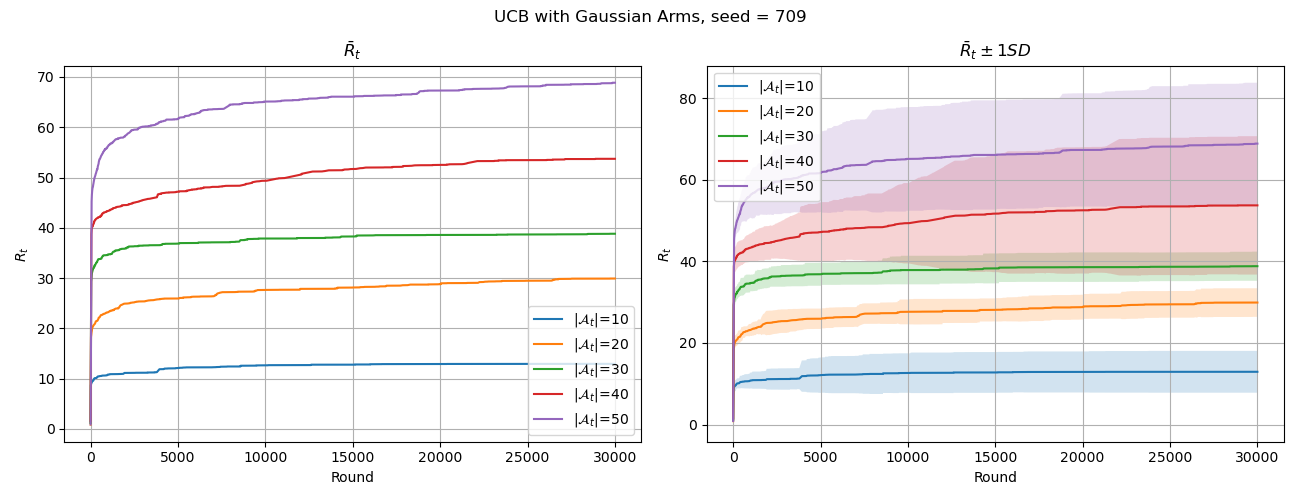 UCB with Gaussian Arms, seed = 709
R̄_t
70
60
50
40
30
20
10
0
R_t
0 5000 10000 15000 20000 25000 30000
Round
|𝒜_t|=10
|𝒜_t|=20
|𝒜_t|=30
|𝒜_t|=40
|𝒜_t|=50
R̄_t ± 1SD
80
60
40
20
0
R_t
0 5000 10000 15000 20000 25000 30000
Round
|𝒜_t|=10
|𝒜_t|=20
|𝒜_t|=30
|𝒜_t|=40
|𝒜_t|=50